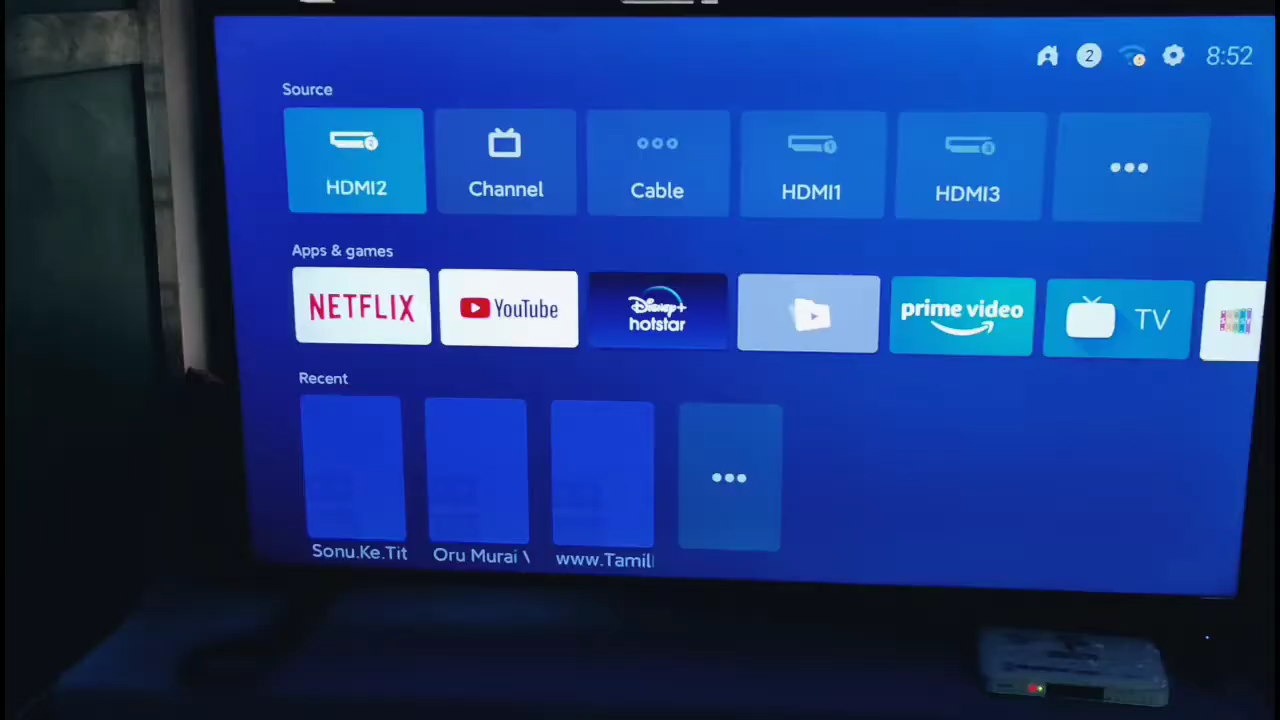 2
8:52
Source
HDMI2
Channel
Cable
HDMI1
HDMI3
Apps & games
NETFLIX
YouTube
Disney+
hotstar
prime video
TV
Recent
Sonu.Ke.Tit
Oru Murai
www.Tamil